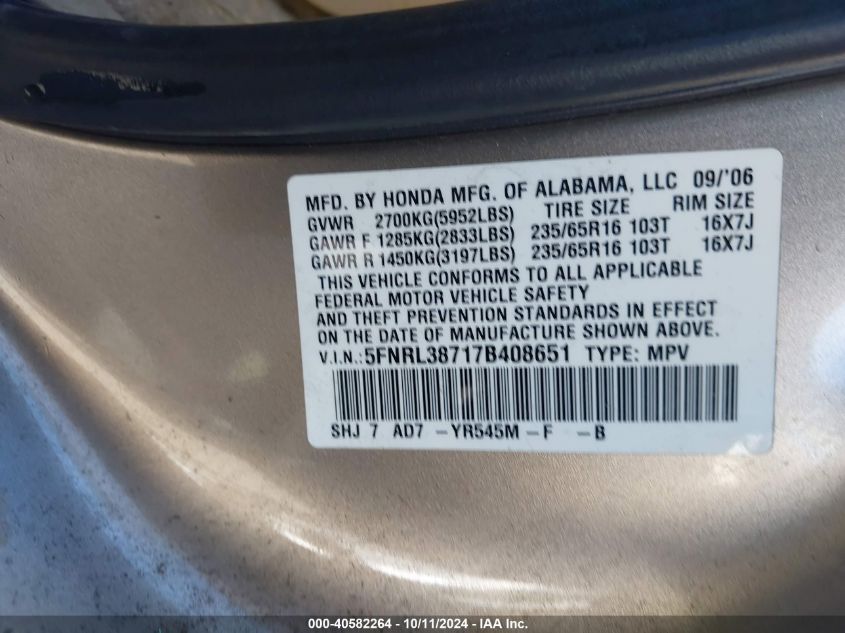 MFD. BY HONDA MFG. OF ALABAMA, LLC 09/'06
GVWR 2700KG(5952LBS) TIRE SIZE RIM SIZE
GAWR F 1285KG(2833LBS) 235/65R16 103T 16X7J
GAWR R 1450KG(3197LBS) 235/65R16 103T 16X7J
THIS VEHICLE CONFORMS TO ALL APPLICABLE
FEDERAL MOTOR VEHICLE SAFETY
AND THEFT PREVENTION STANDARDS IN EFFECT
ON THE DATE OF MANUFACTURE SHOWN ABOVE.
V.I.N.:5FNRL38717B408651 TYPE: MPV
SHJ 7 AD7 -YR545M -F -B
000-40582264 - 10/11/2024 - IAA Inc.